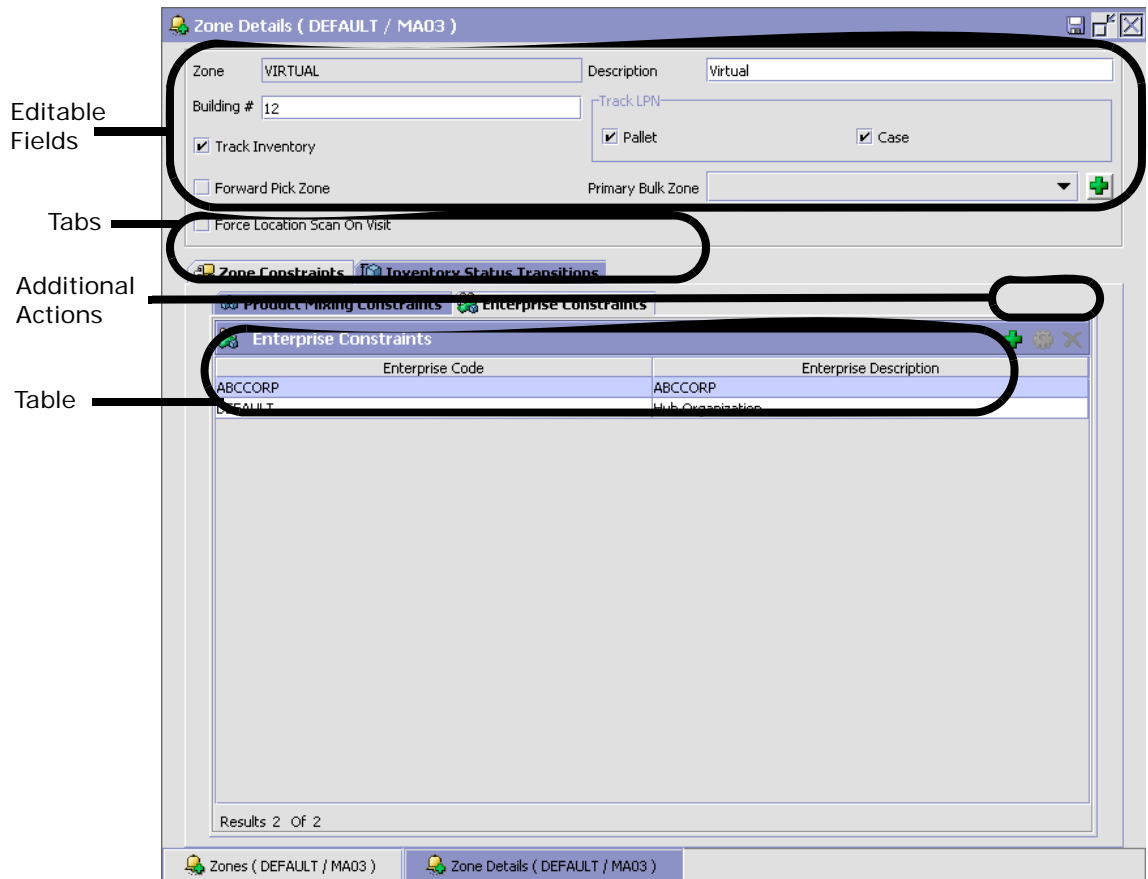 Zone Details ( DEFAULT / MA03 )
Zone VIRTUAL Description Virtual
Building # 12 Track LPN
Editable
Fields
Track Inventory Pallet Case
Forward Pick Zone Primary Bulk Zone
Tabs
Force Location Scan On Visit
Zone Constraints Inventory Status Transitions
Additional
Actions
Product Mixing Constraints Enterprise Constraints
Enterprise Constraints
Enterprise Code Enterprise Description
ABCCORP ABCCORP
Table
DEFAULT Hub Organization
Results 2 Of 2
Zones ( DEFAULT / MA03 ) Zone Details ( DEFAULT / MA03 )